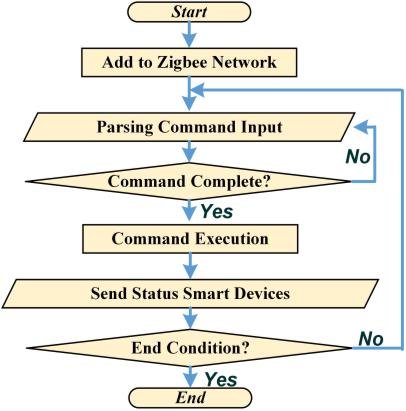 Start
Add to Zigbee Network
Parsing Command Input
No
Command Complete?
Yes
Command Execution
Send Status Smart Devices
End Condition?
No
Yes
End